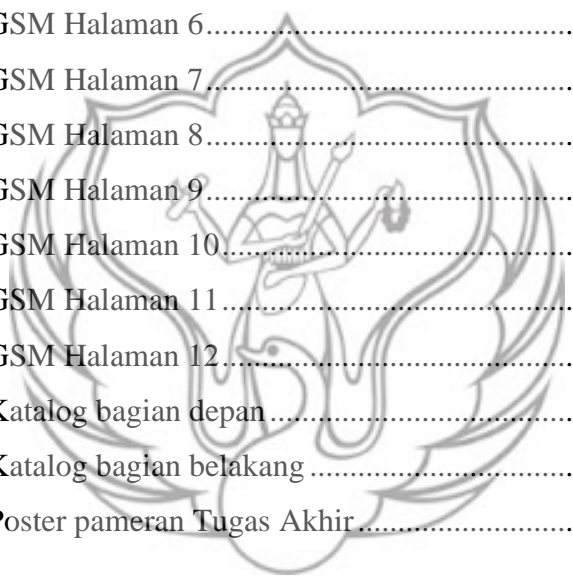 GSM Halaman 6...................................
GSM Halaman 7...................................
GSM Halaman 8...................................
GSM Halaman 9...................................
GSM Halaman 10.................................
GSM Halaman 11.................................
GSM Halaman 12.................................
Katalog bagian depan.............................
Katalog bagian belakang........................
Poster pameran Tugas Akhir..................